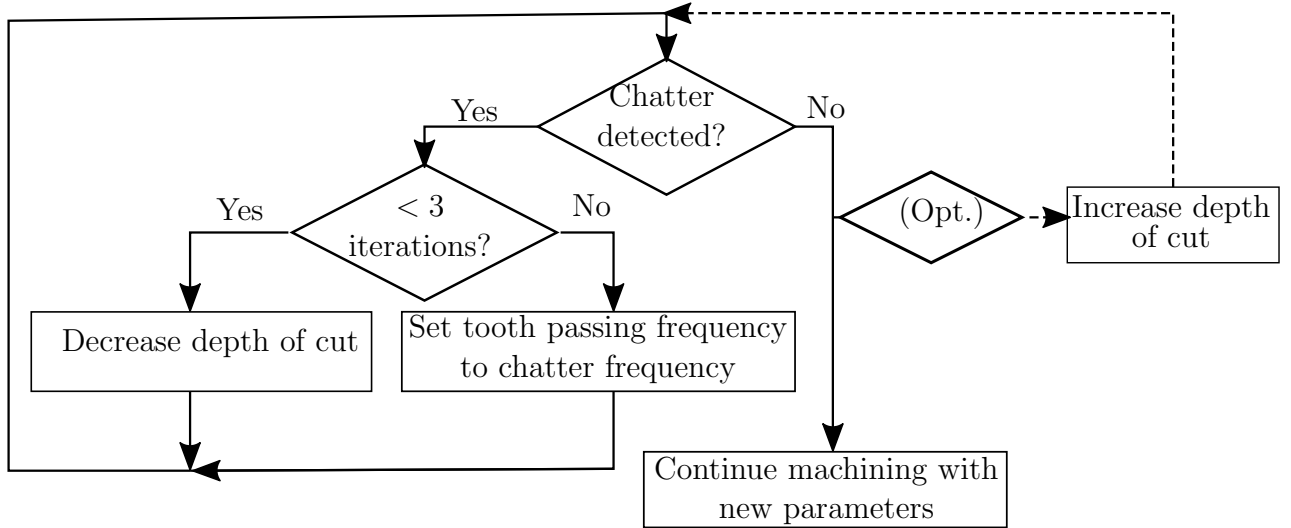 Chatter
detected?
Yes
No
< 3
iterations?
Yes
No
(Opt.)
Increase depth
of cut
Decrease depth of cut
Set tooth passing frequency
to chatter frequency
Continue machining with
new parameters